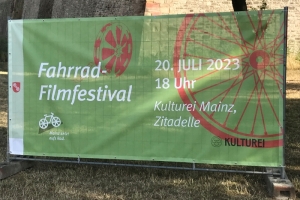 Fahrrad-
Filmfestival
20. JULI 2023
18 Uhr
Kulturei Mainz,
Zitadelle
KULTUREI